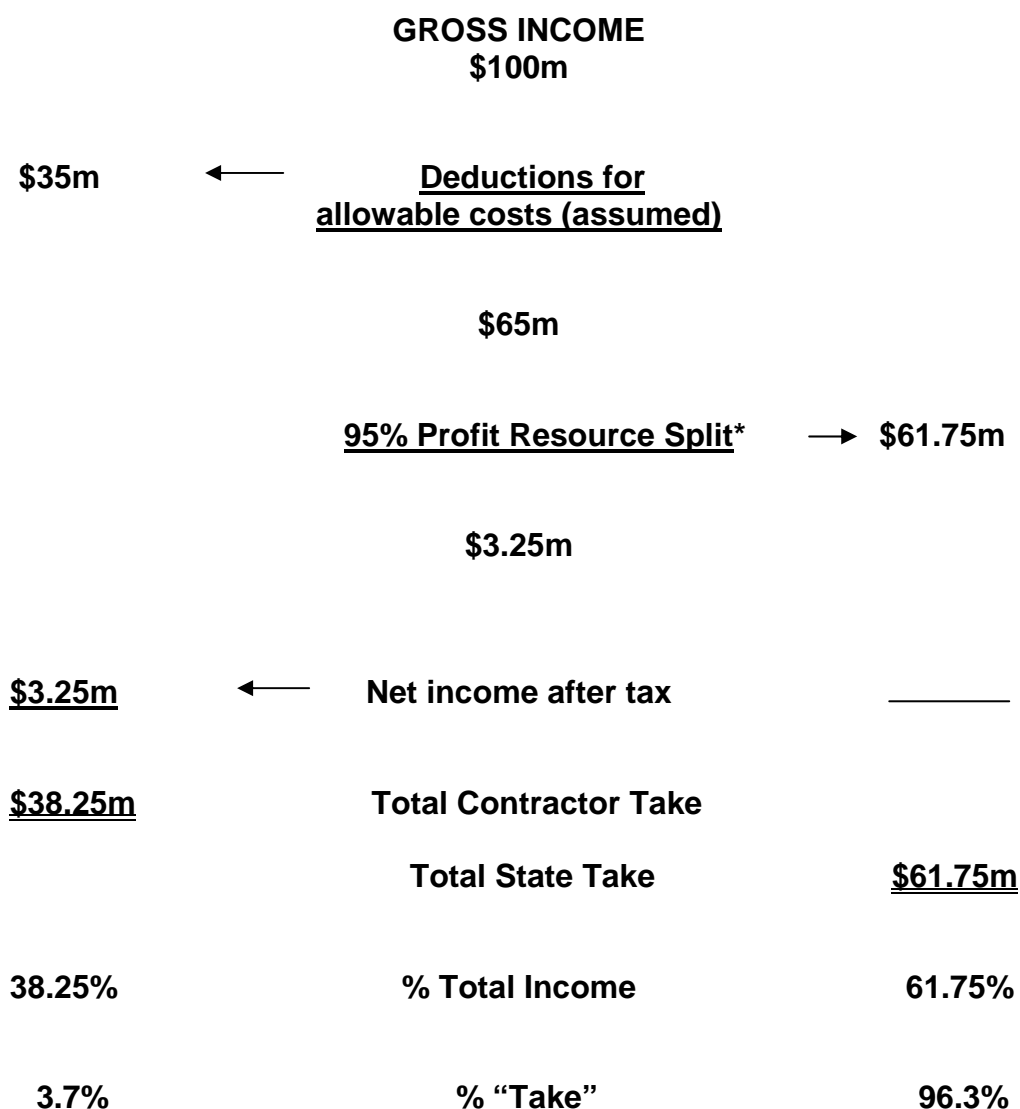 GROSS INCOME
$100m
$35m Deductions for
allowable costs (assumed)
$65m
95% Profit Resource Split* $61.75m
$3.25m
$3.25m Net income after tax
$38.25m Total Contractor Take
Total State Take $61.75m
38.25% % Total Income 61.75%
3.7% % “Take” 96.3%